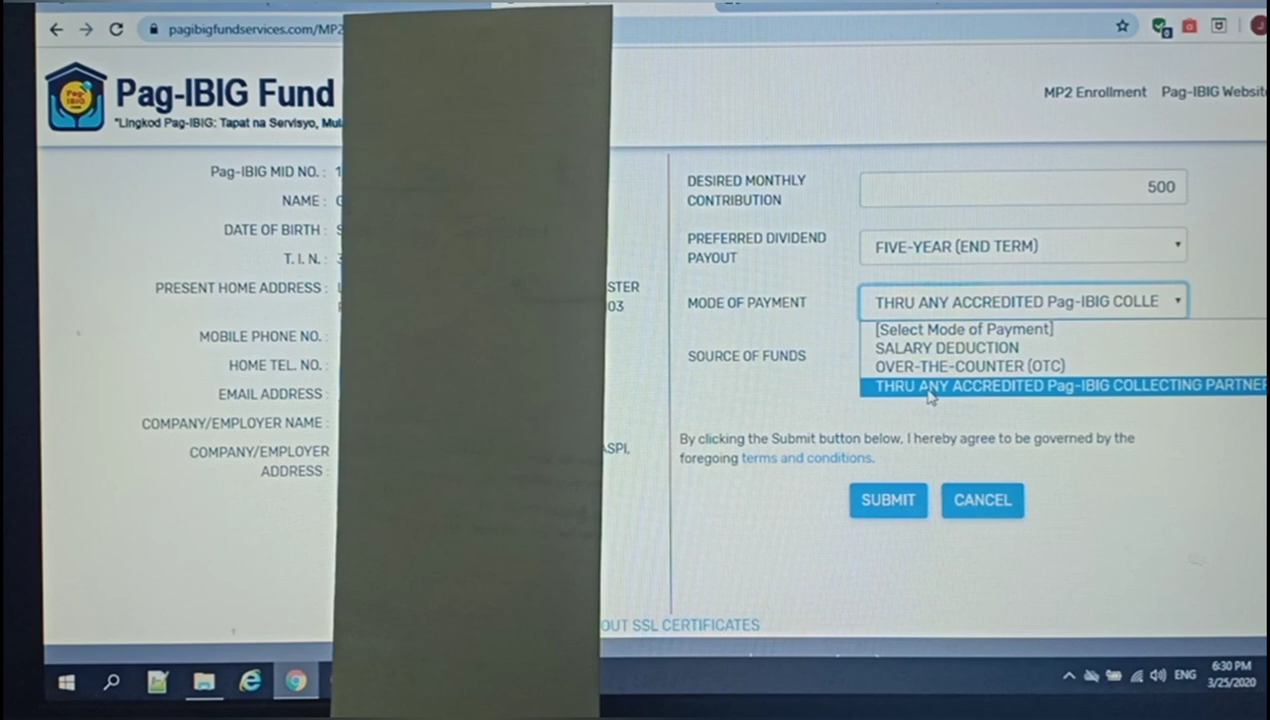 pagibigfundservices.com/MP2
Pag-IBIG Fund
"Lingkod Pag-IBIG: Tapat na Serbisyo,
MP2 Enrollment Pag-IBIG
Pag-IBIG MID NO. : 1
NAME :
DATE OF BIRTH :
T. I. N. : 3
PRESENT HOME ADDRESS :
STER
03
MOBILE PHONE NO. :
HOME TEL. NO. :
EMAIL ADDRESS :
COMPANY/EMPLOYER NAME :
COMPANY/EMPLOYER
ADDRESS :
ASPI,
DESIRED MONTHLY
CONTRIBUTION
500
PREFERRED DIVIDEND
PAYOUT
FIVE-YEAR (END TERM)
MODE OF PAYMENT
THRU ANY ACCREDITED Pag-IBIG COLLE
[Select Mode of Payment]
SALARY DEDUCTION
OVER-THE-COUNTER (OTC)
THRU ANY ACCREDITED Pag-IBIG COLLECTING PARTNER
SOURCE OF FUNDS
By clicking the Submit button below, I hereby agree to be governed by the
foregoing terms and conditions.
SUBMIT CANCEL
OUT SSL CERTIFICATES
ENG
6:30 PM
3/25/2020